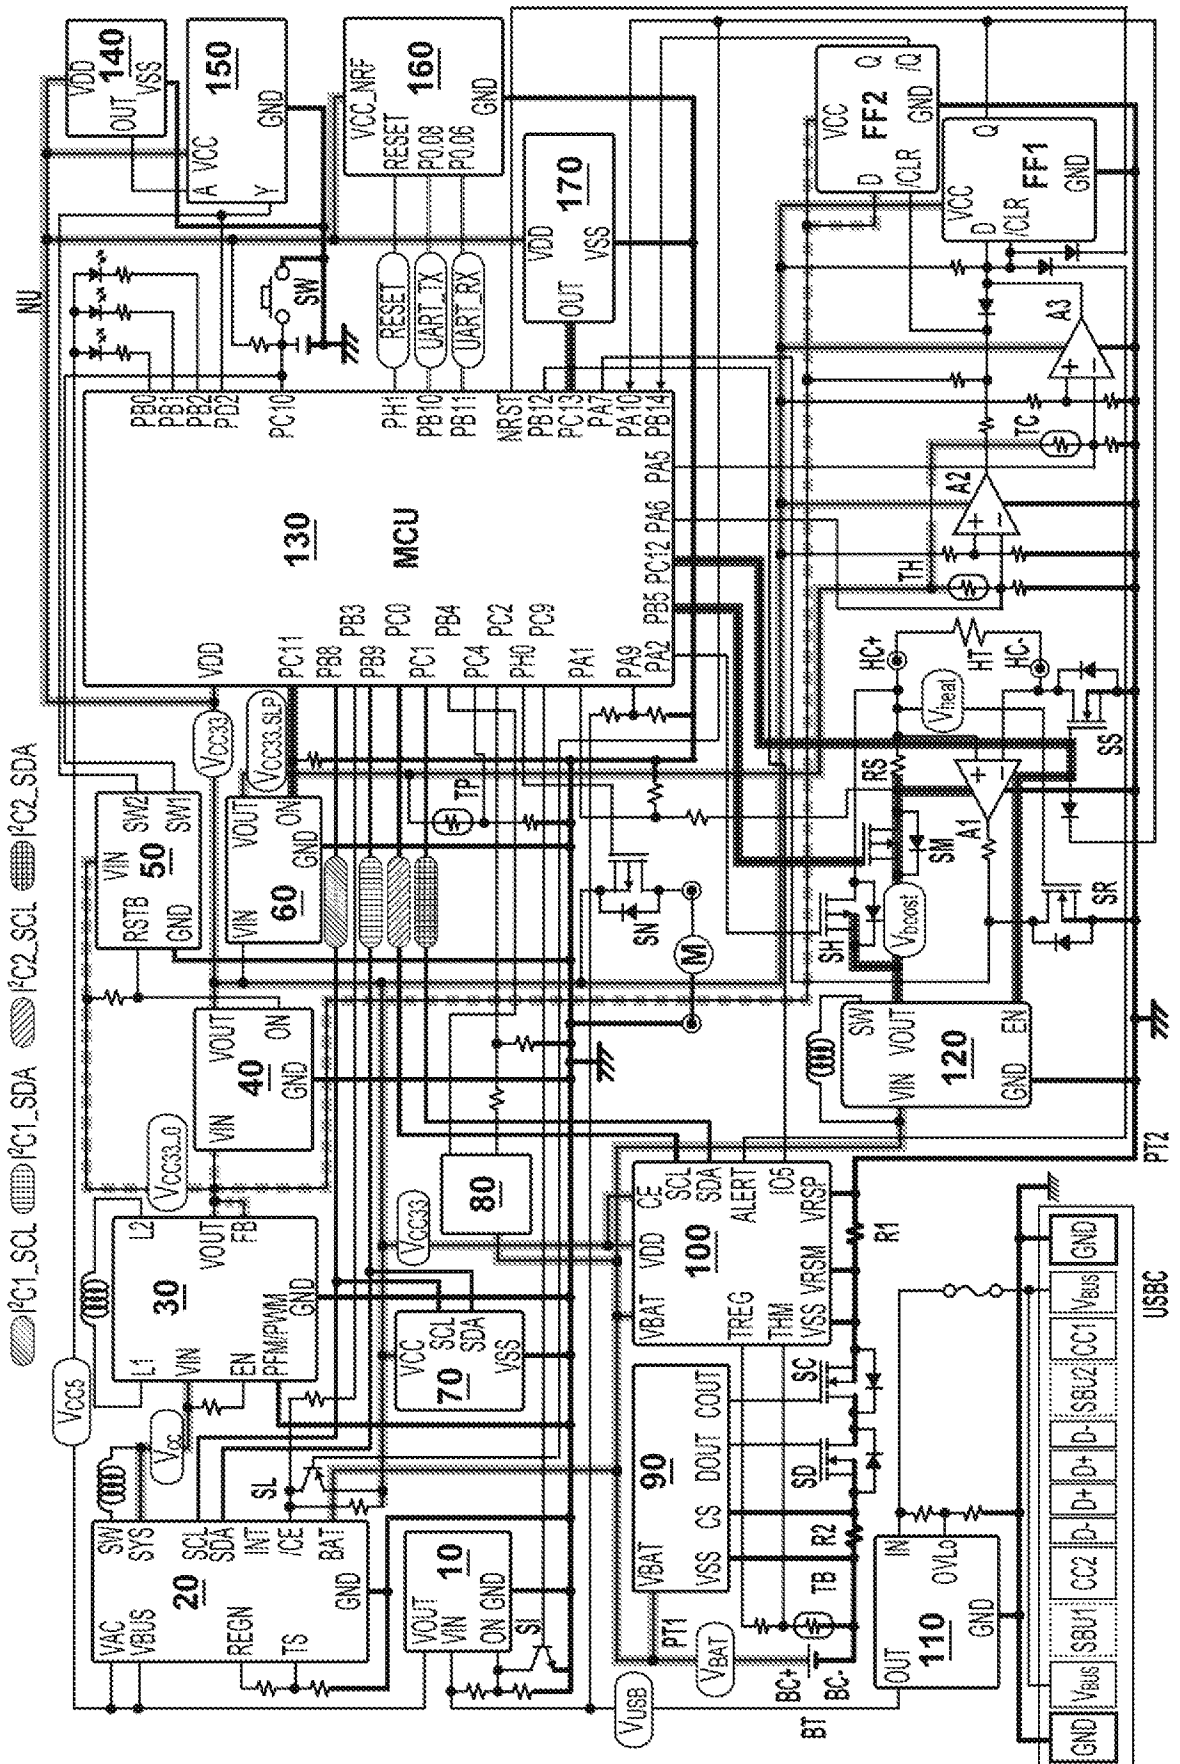 I²C1_SCL
I²C1_SDA
I²C2_SCL
I²C2_SDA
NU
VDD
140
OUT
VSS
150
VCC
A
Y
GND
VCC_NRF
160
RESET
P0.08
P0.06
GND
VDD
170
VSS
OUT
VCC
FF2
D
Q
/Q
/CLR
GND
VCC
FF1
D
Q
/CLR
GND
SW
RESET
UART_TX
UART_RX
PB0
PB1
PB2
PD2
PC10
PH1
PB10
PB11
NRST
PB12
PC13
PA7
PA10
PB14
130
MCU
VDD
PC11
PB8
PB3
PB9
PC0
PC1
PB4
PC4
PC2
PH0
PC9
PA1
PA9
PA2
PB5
PC12
PA6
PA5
A3
TC
A2
TH
HC+
HT
HC-
Vheat
RS
SS
A1
SM
SH
Vboost
SR
VCC33
VCC33_SLP
VIN
SW2
SW1
50
RSTB
GND
VOUT
ON
60
VIN
GND
TP
SN
M
VOUT
ON
40
VIN
GND
VCC33_0
SW
VOUT
VIN
120
EN
GND
L2
VOUT
FB
30
L1
VIN
EN
PFM/PWM
GND
VCC5
VCC
VCC33
80
VCC
SCL
SDA
70
VSS
CE
SCL
SDA
ALERT
IO5
VDD
100
VRSP
VBAT
TREG
THM
VRSM
VSS
R1
PT2
SW
SYS
SCL
SDA
INT
/CE
BAT
20
VAC
VBUS
REGN
TS
GND
SL
VOUT
10
VIN
ON
GND
SI
VBAT
90
COUT
DOUT
CS
VSS
SC
SD
R2
TB
PT1
VBAT
BC+
BC-
BT
VUSB
IN
OVLo
110
OUT
GND
USBC
GND
VBUS
CC1
SBU2
D-
D+
D+
D-
CC2
SBU1
VBUS
GND